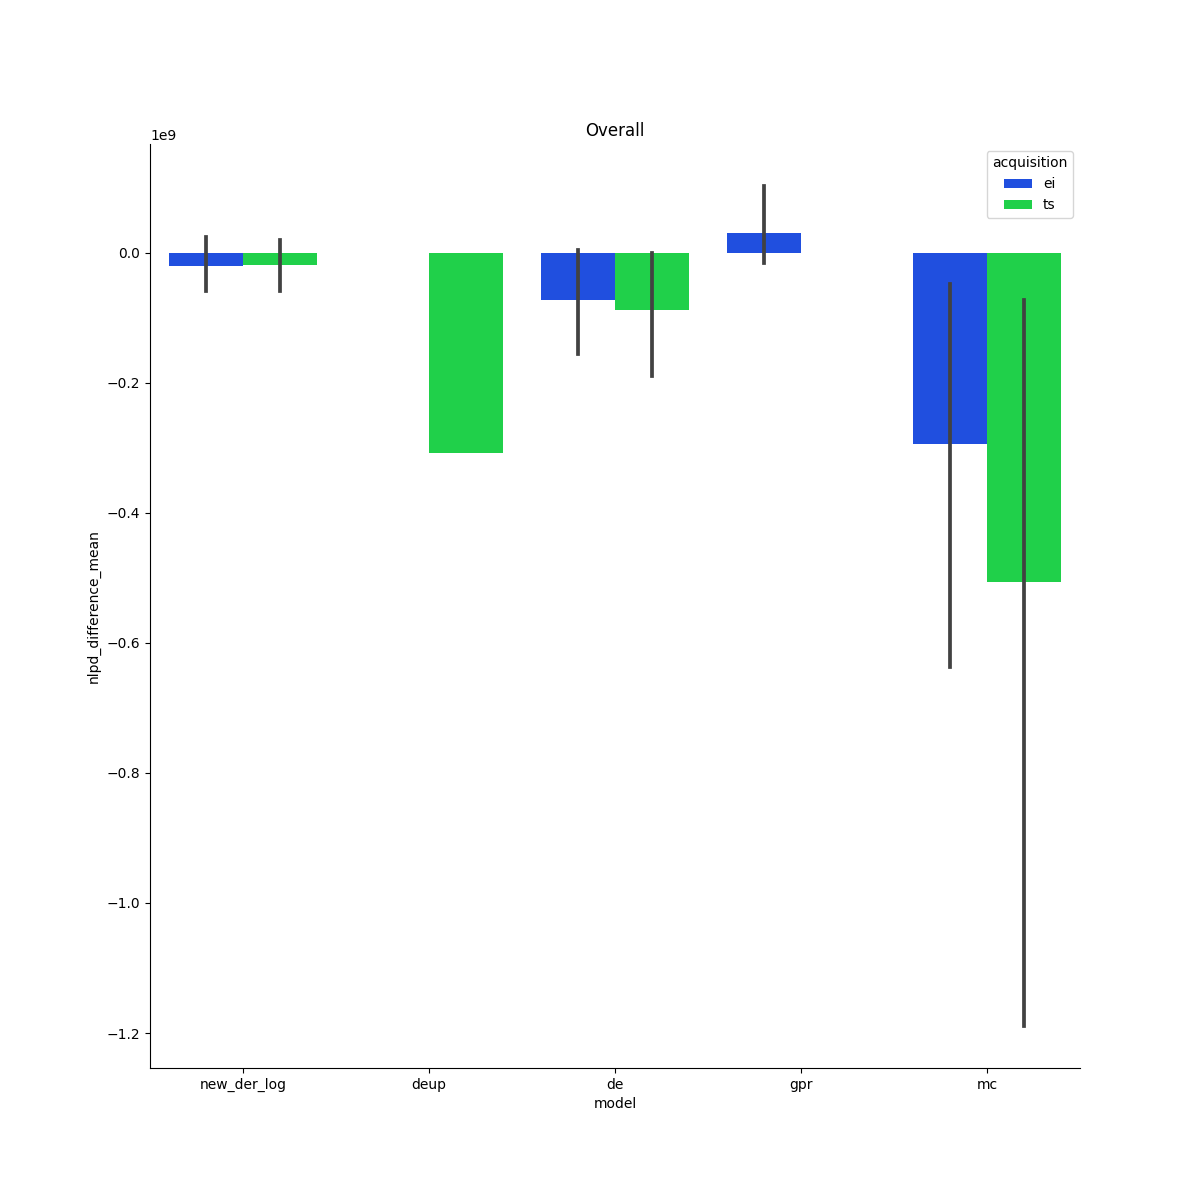 Overall
1e9
acquisition
ei
ts
0.0
−0.2
−0.4
−0.6
−0.8
−1.0
−1.2
nlpd_difference_mean
new_der_log deup de gpr mc
model